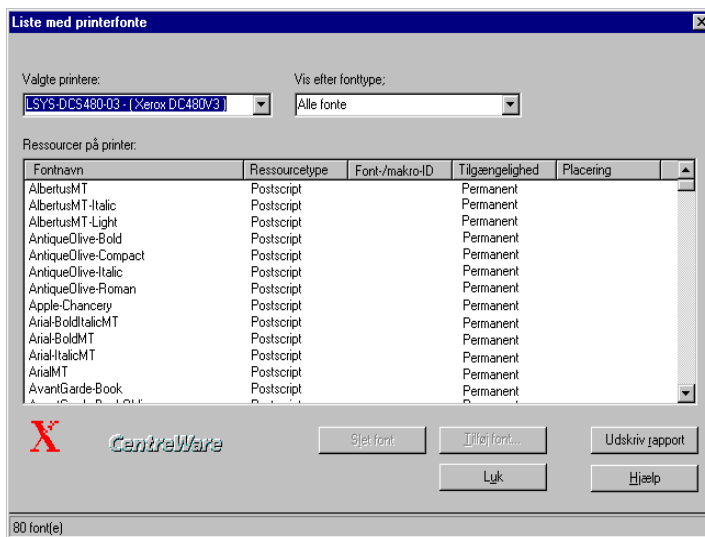 Liste med printerfonte
Valgte printere: Vis efter fonttype;
LSYS-DCS480-03 - ( Xerox DC480V3 ) Alle fonte
Ressourcer på printer:
Fontnavn Ressourcetype Font-/makro-ID Tilgængelighed Placering
AlbertusMT Postscript Permanent
AlbertusMT-Italic Postscript Permanent
AlbertusMT-Light Postscript Permanent
AntiqueOlive-Bold Postscript Permanent
AntiqueOlive-Compact Postscript Permanent
AntiqueOlive-Italic Postscript Permanent
AntiqueOlive-Roman Postscript Permanent
Apple-Chancery Postscript Permanent
Arial-BoldItalicMT Postscript Permanent
Arial-BoldMT Postscript Permanent
Arial-ItalicMT Postscript Permanent
ArialMT Postscript Permanent
AvantGarde-Book Postscript Permanent
X CentreWare Slet font Tilføj font... Udskriv rapport
Luk Hjælp
80 font(e)